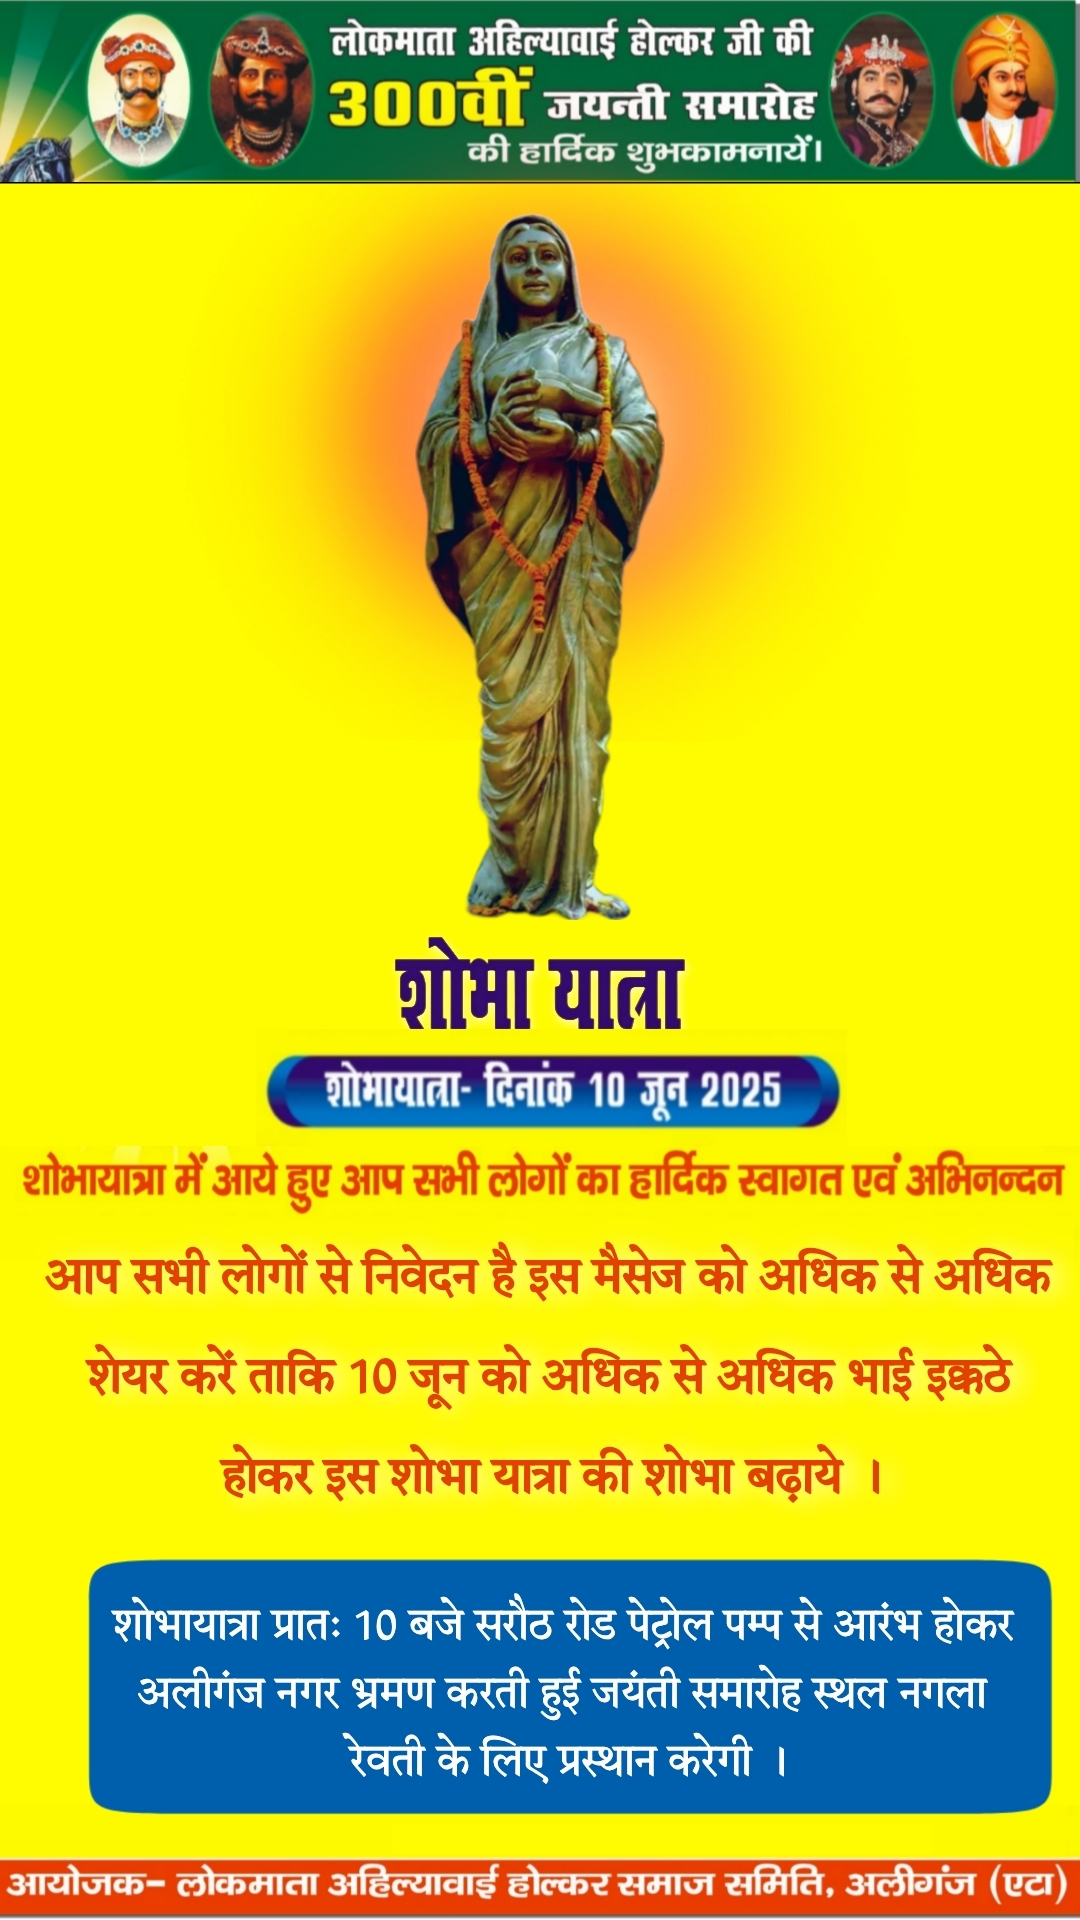 लोकमाता अहिल्यावाई होल्कर जी की
300वीं जयन्ती समारोह
की हार्दिक शुभकामनायें।
शोभा यात्रा
शोभायात्रा- दिनांक 10 जून 2025
शोभायात्रा में आये हुए आप सभी लोगों का हार्दिक स्वागत एवं अभिनन्दन
आप सभी लोगों से निवेदन है इस मैसेज को अधिक से अधिक
शेयर करें ताकि 10 जून को अधिक से अधिक भाई इक्कठे
होकर इस शोभा यात्रा की शोभा बढ़ाये ।
शोभायात्रा प्रातः 10 बजे सरौठ रोड पेट्रोल पम्प से आरंभ होकर
अलीगंज नगर भ्रमण करती हुई जयंती समारोह स्थल नगला
रेवती के लिए प्रस्थान करेगी ।
आयोजक- लोकमाता अहिल्यावाई होल्कर समाज समिति, अलीगंज (एटा)